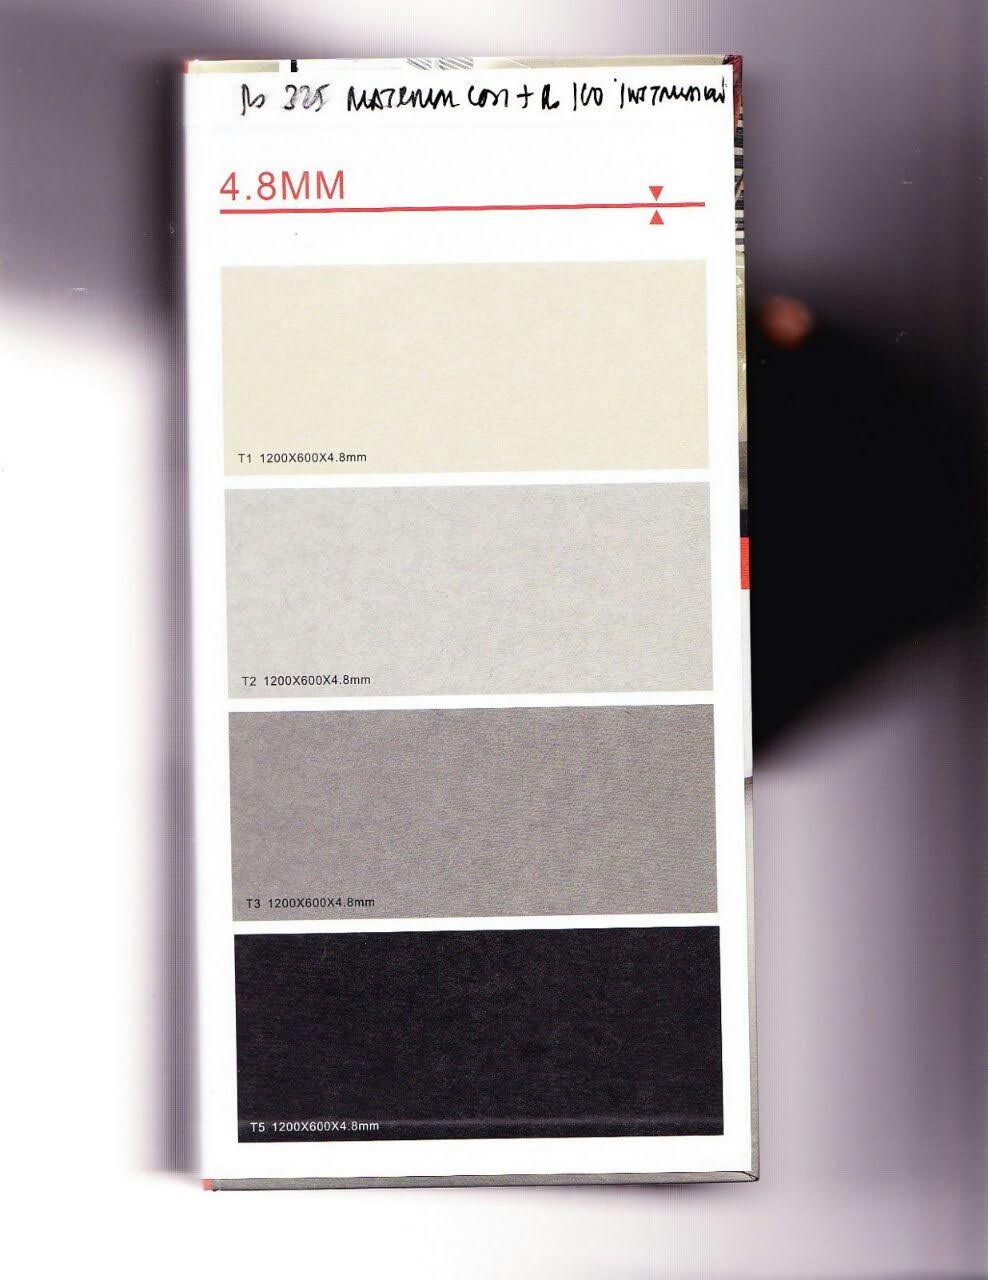 Rs 325 MATERIAL COST + Rs 100 INSTALLATION
4.8MM
T1 1200X600X4.8mm
T2 1200X600X4.8mm
T3 1200X600X4.8mm
T5 1200X600X4.8mm